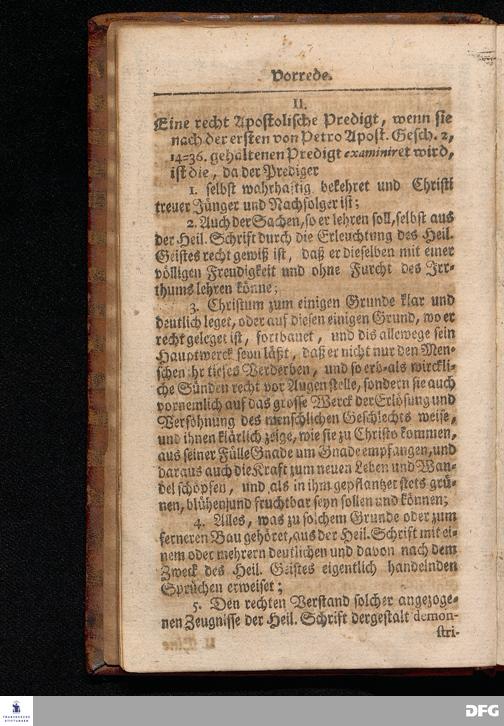 Vorrede.
II.
Eine recht Apostolische Predigt, wenn sie
nach der ersten von Petro Apost. Gesch. 2,
14=36. gehaltenen Predigt examiniret wird,
ist die, da der Prediger
1. selbst wahrhaftig bekehret und Christi
treuer Jünger und Nachfolger ist;
2. Auch der Sachen, so er lehren soll, selbst aus
der Heil. Schrift durch die Erleuchtung des Heil.
Geistes recht gewiß ist, daß er dieselben mit einer
völligen Freudigkeit und ohne Furcht des Irr-
thums lehren könne;
3. Christum zum einigen Grunde klar und
deutlich leget, oder auf diesen einigen Grund, wo er
recht geleget ist, fortbauet, und dis allewege sein
Hauptwerck seyn läßt, daß er nicht nur den Men-
schen ihr tiefes Verderben, und so erb-als wirckli-
che Sünden recht vor Augen stelle, sondern sie auch
vornemlich auf das grosse Werck der Erlösung und
Versöhnung des menschlichen Geschlechts weise,
und ihnen klärlich zeige, wie sie zu Christo kommen,
aus seiner Fülle Gnade um Gnade empfangen, und
daraus auch die Kraft zum neuen Leben und Wan-
del schöpfen, und als in ihm gepflanzet stets grü-
nen, blühen und fruchtbar seyn sollen und können;
4. Alles, was zu solchem Grunde oder zum
ferneren Bau gehöret, aus der Heil. Schrift mit ei-
nem oder mehrern deutlichen und davon nach dem
Zweck des Heil. Geistes eigentlich handelnden
Sprüchen erweiset;
5. Den rechten Verstand solcher angezoge-
nen Zeugnisse der Heil. Schrift dergestalt demon-
stri-
FRANCKESCHE
STIFTUNGEN
DFG